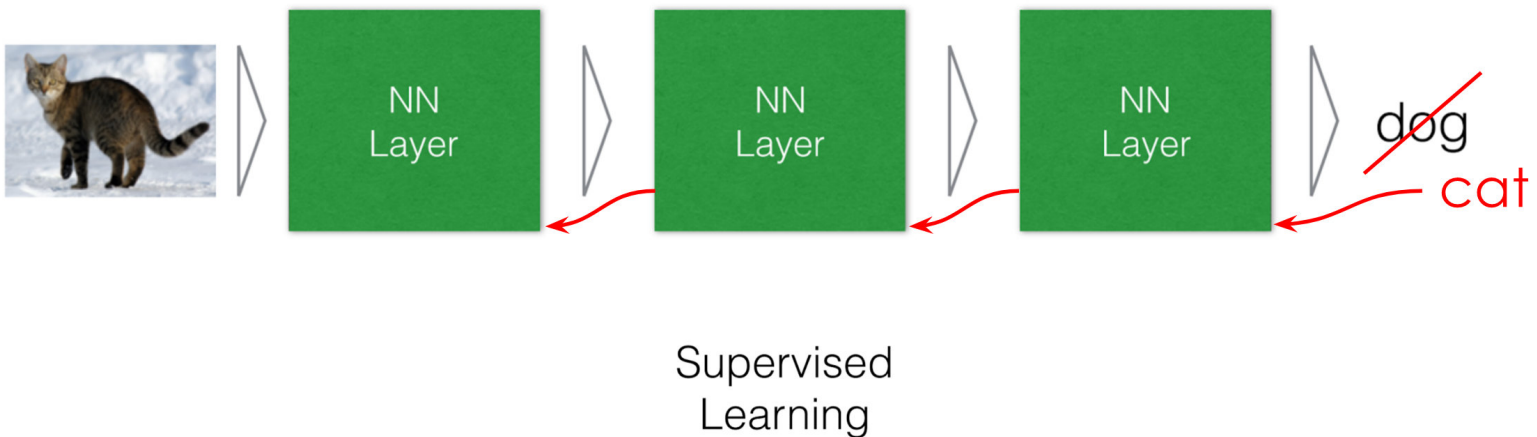 NN
Layer
NN
Layer
NN
Layer
dog
cat
Supervised
Learning